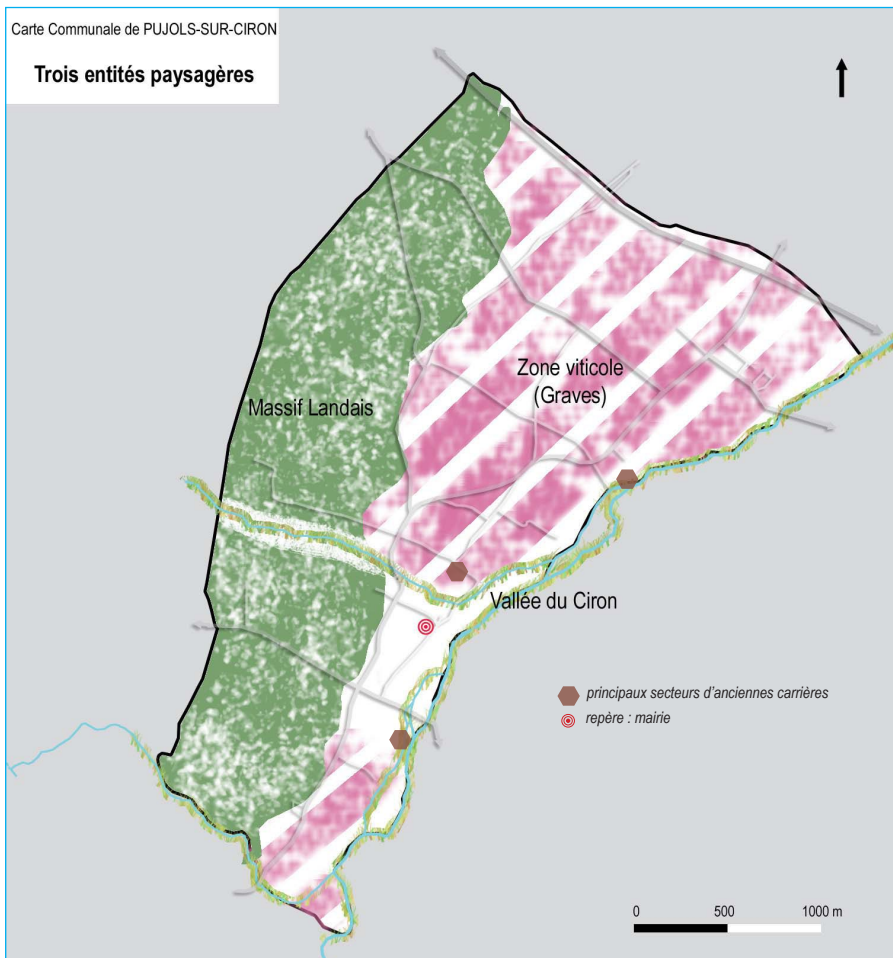 Carte Communale de PUJOLS-SUR-CIRON
Trois entités paysagères
Zone viticole
(Graves)
Massif Landais
Vallée du Ciron
principaux secteurs d'anciennes carrières
repère : mairie
0 500 1000 m